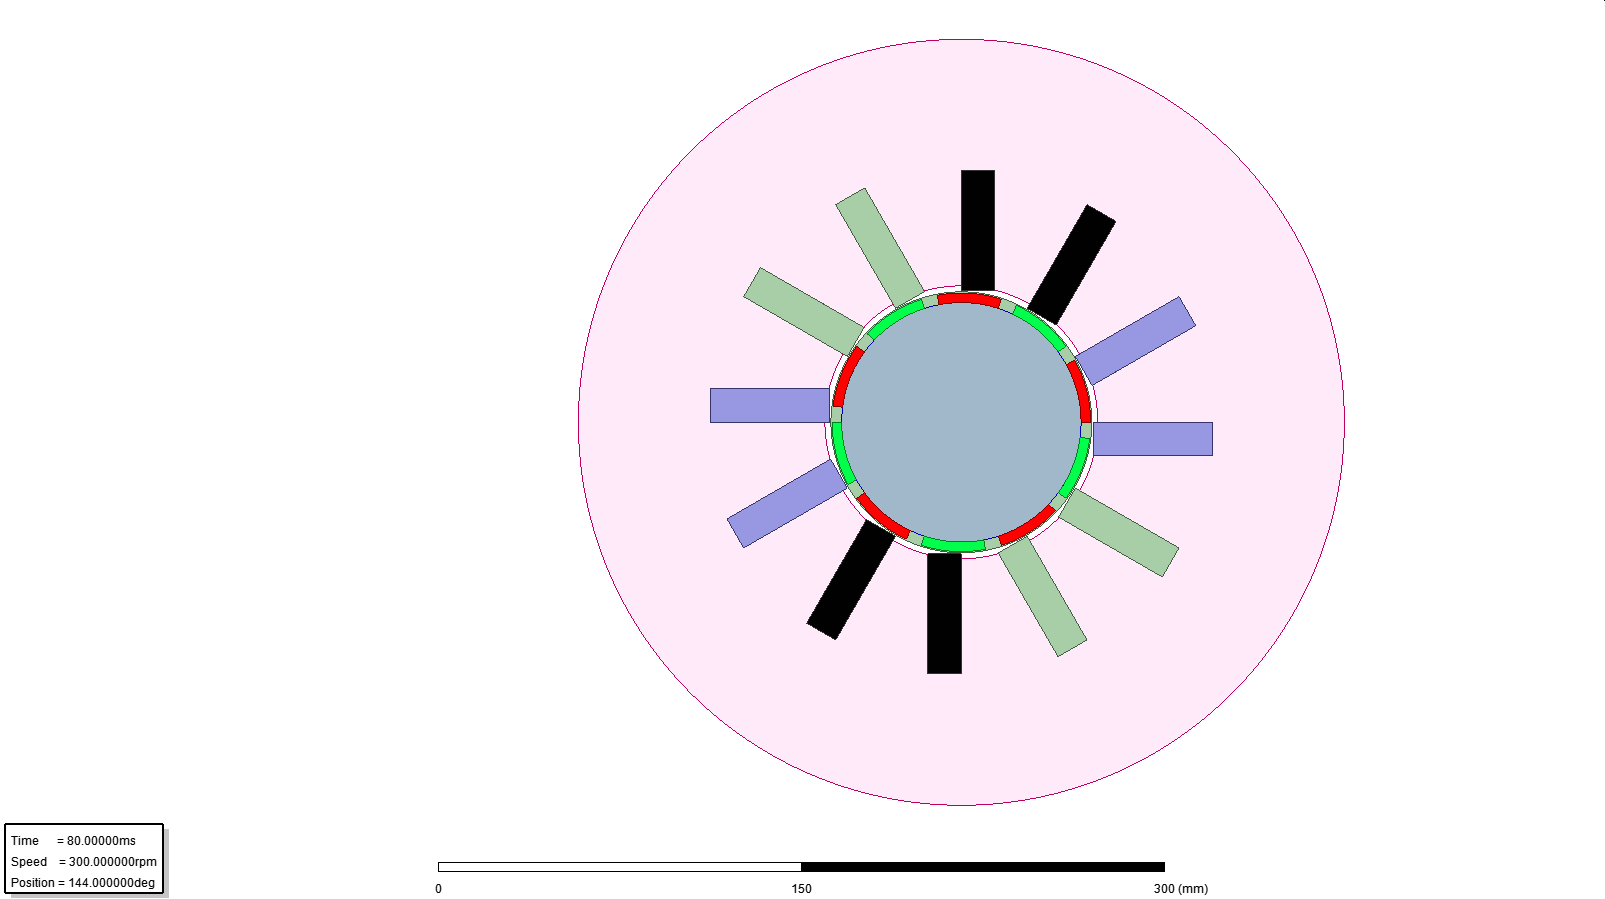 Time = 80.00000ms
Speed = 300.000000rpm
Position = 144.000000deg
0 150 300 (mm)